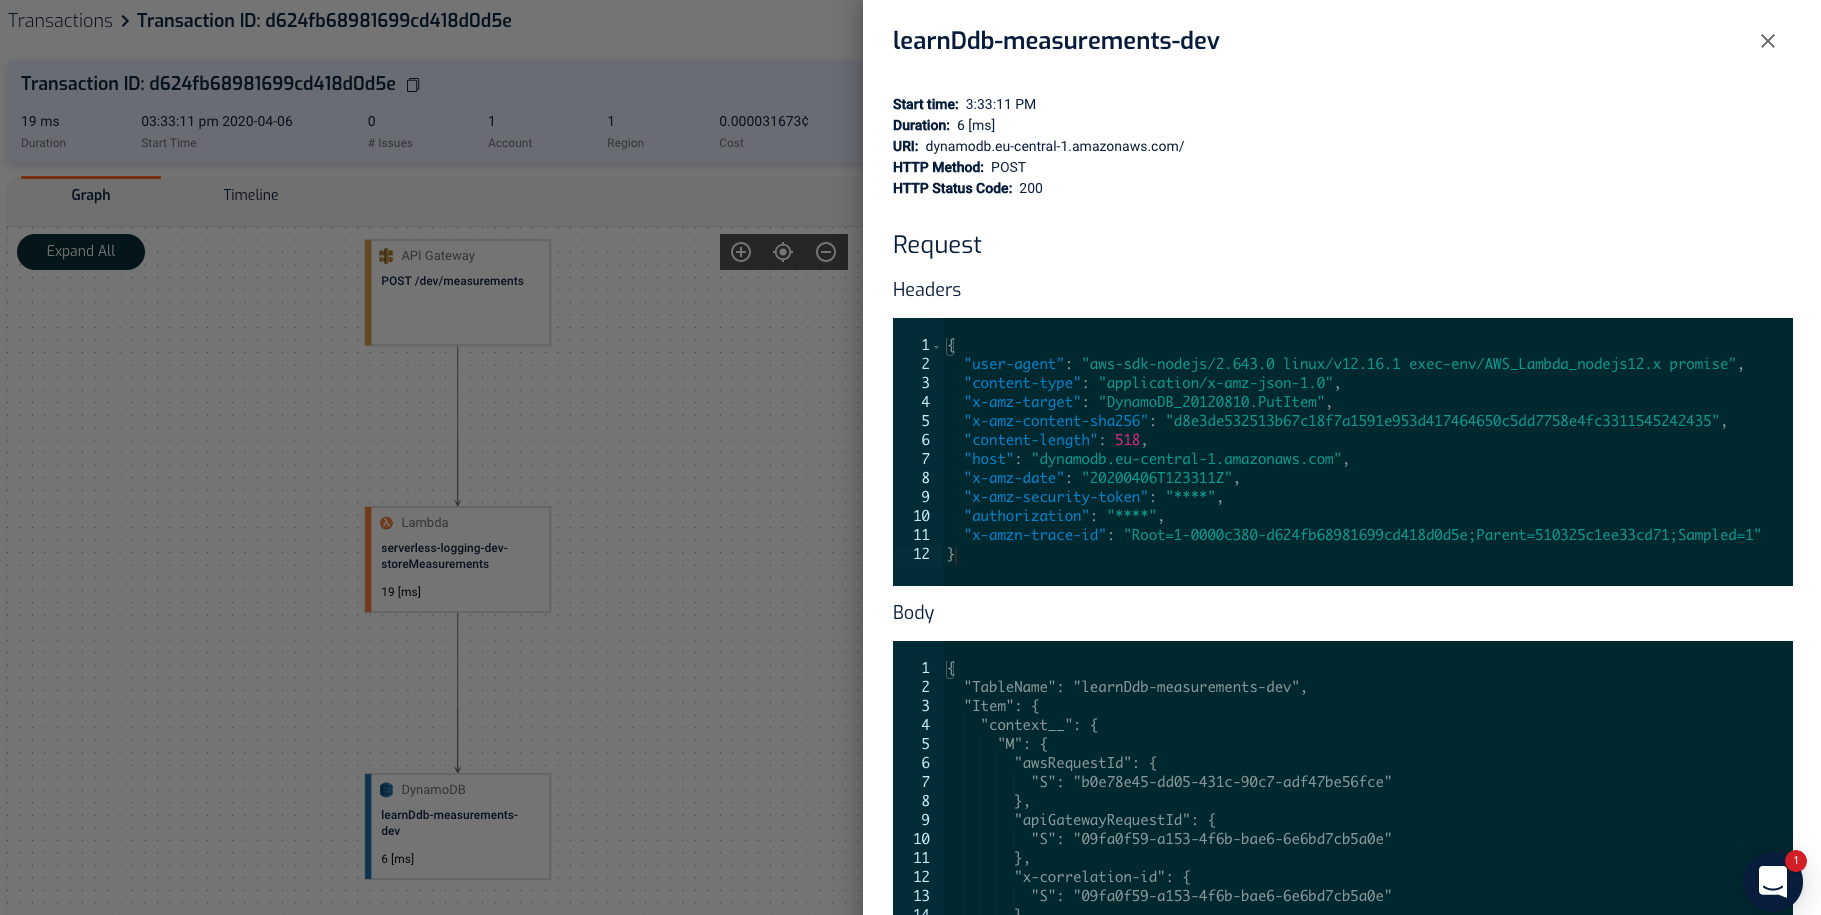 Transactions > Transaction ID: d624fb68981699cd418d0d5e
Transaction ID: d624fb68981699cd418d0d5e
19 ms 03:33:11 pm 2020-04-06 0 1 1 0.000031673¢
Duration Start Time # Issues Account Region Cost
Graph Timeline
Expand All
API Gateway
POST /dev/measurements
Lambda
serverless-logging-dev-
storeMeasurements
19 [ms]
DynamoDB
learnDdb-measurements-
dev
6 [ms]
learnDdb-measurements-dev
Start time: 3:33:11 PM
Duration: 6 [ms]
URI: dynamodb.eu-central-1.amazonaws.com/
HTTP Method: POST
HTTP Status Code: 200
Request
Headers
1 {
2 "user-agent": "aws-sdk-nodejs/2.643.0 linux/v12.16.1 exec-env/AWS_Lambda_nodejs12.x promise",
3 "content-type": "application/x-amz-json-1.0",
4 "x-amz-target": "DynamoDB_20120810.PutItem",
5 "x-amz-content-sha256": "d8e3de532513b67c18f7a1591e953d417464650c5dd7758e4fc3311545242435",
6 "content-length": 518,
7 "host": "dynamodb.eu-central-1.amazonaws.com",
8 "x-amz-date": "20200406T123311Z",
9 "x-amz-security-token": "****",
10 "authorization": "****",
11 "x-amzn-trace-id": "Root=1-0000c380-d624fb68981699cd418d0d5e;Parent=510325c1ee33cd71;Sampled=1"
12 }
Body
1 {
2 "TableName": "learnDdb-measurements-dev",
3 "Item": {
4 "context__": {
5 "M": {
6 "awsRequestId": {
7 "S": "b0e78e45-dd05-431c-90c7-adf47be56fce"
8 },
9 "apiGatewayRequestId": {
10 "S": "09fa0f59-a153-4f6b-bae6-6e6bd7cb5a0e"
11 },
12 "x-correlation-id": {
13 "S": "09fa0f59-a153-4f6b-bae6-6e6bd7cb5a0e"
14 }
1